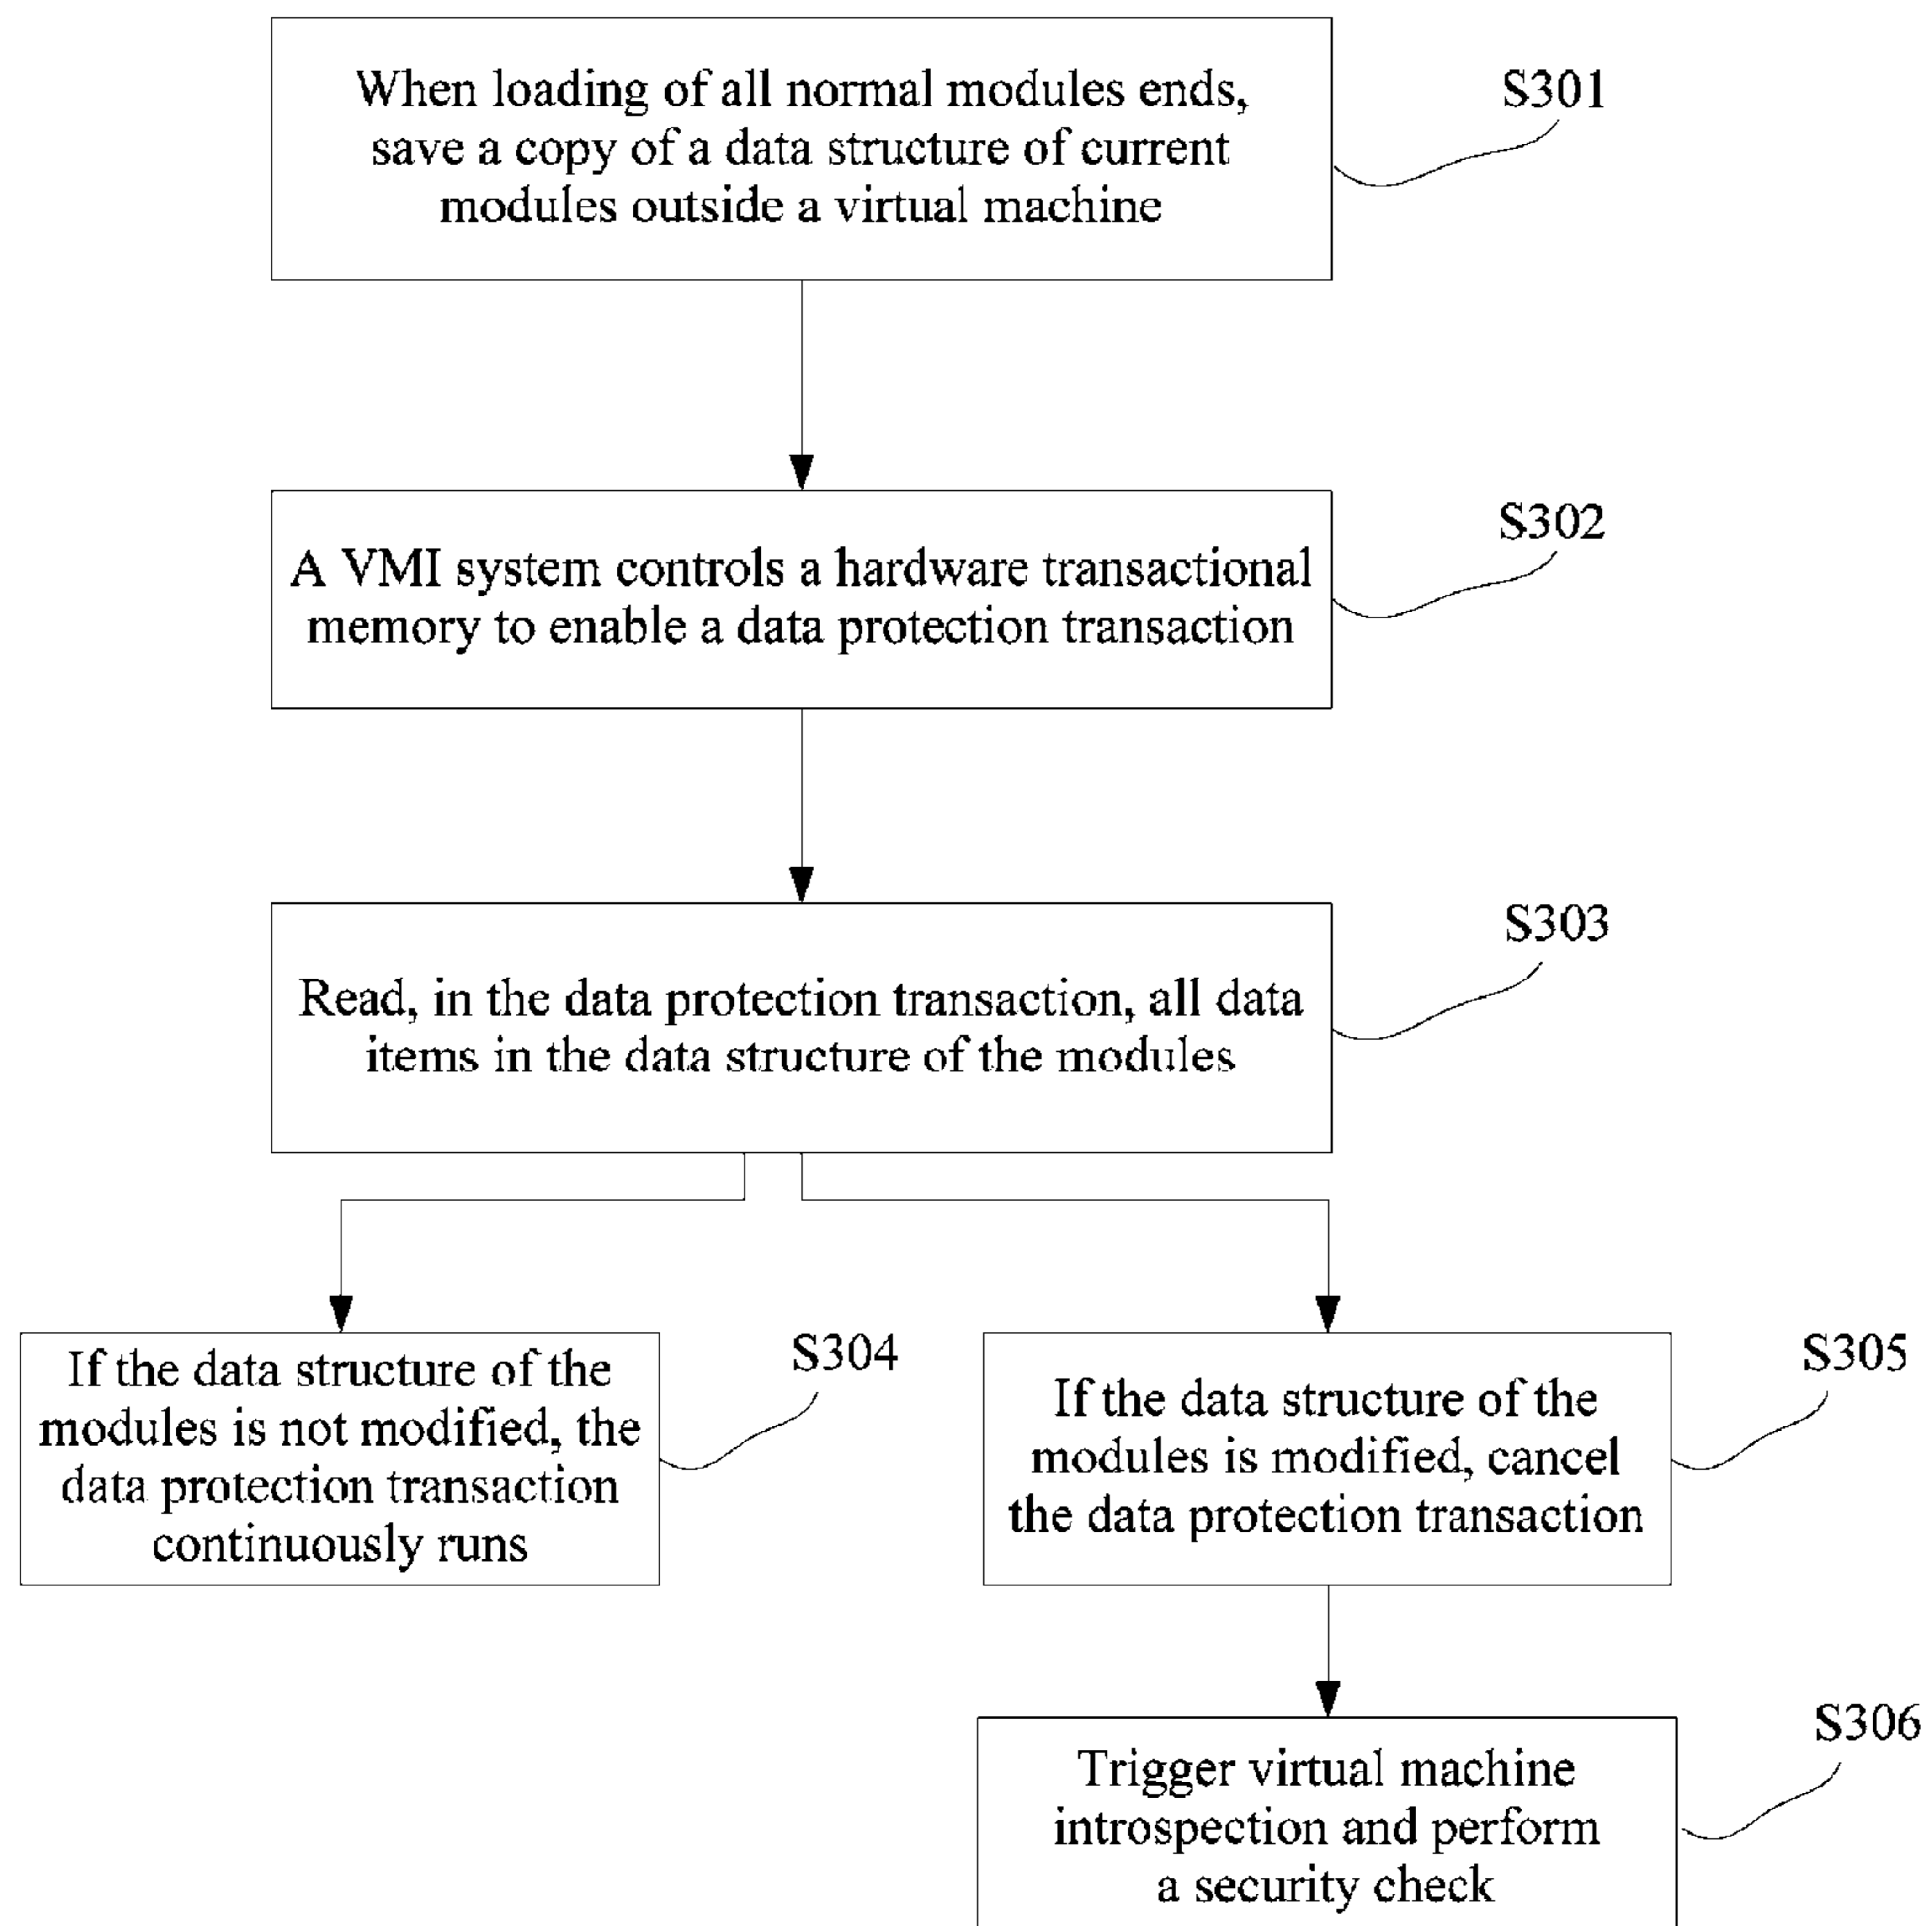 When loading of all normal modules ends,
save a copy of a data structure of current
modules outside a virtual machine
S301
A VMI system controls a hardware transactional
memory to enable a data protection transaction
S302
Read, in the data protection transaction, all data
items in the data structure of the modules
S303
If the data structure of the
modules is not modified, the
data protection transaction
continuously runs
S304
If the data structure of the
modules is modified, cancel
the data protection transaction
S305
Trigger virtual machine
introspection and perform
a security check
S306